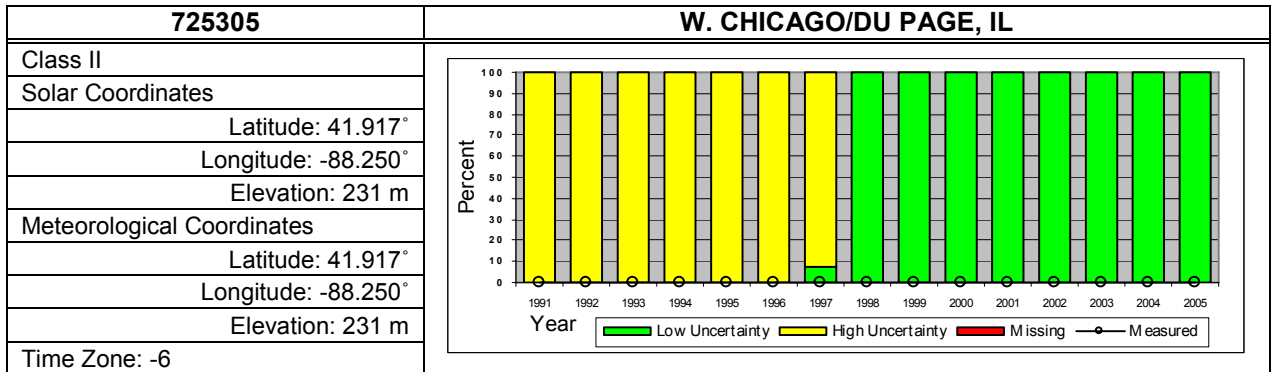 725305
W. CHICAGO/DU PAGE, IL
Class II
Solar Coordinates
Latitude: 41.917˚
Longitude: -88.250˚
Elevation: 231 m
Meteorological Coordinates
Latitude: 41.917˚
Longitude: -88.250˚
Elevation: 231 m
Time Zone: -6
Percent
100
90
80
70
60
50
40
30
20
10
0
1991 1992 1993 1994 1995 1996 1997 1998 1999 2000 2001 2002 2003 2004 2005
Year
Low Uncertainty High Uncertainty Missing Measured